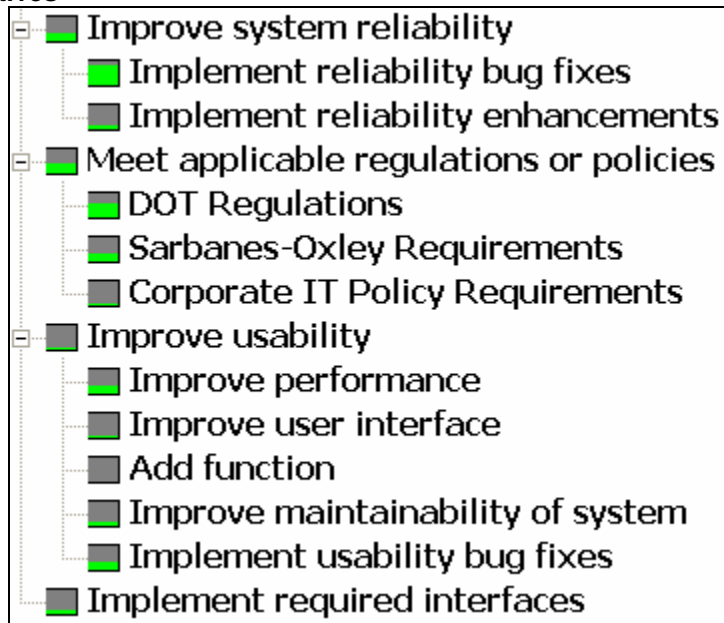 Improve system reliability
Implement reliability bug fixes
Implement reliability enhancements
Meet applicable regulations or policies
DOT Regulations
Sarbanes-Oxley Requirements
Corporate IT Policy Requirements
Improve usability
Improve performance
Improve user interface
Add function
Improve maintainability of system
Implement usability bug fixes
Implement required interfaces